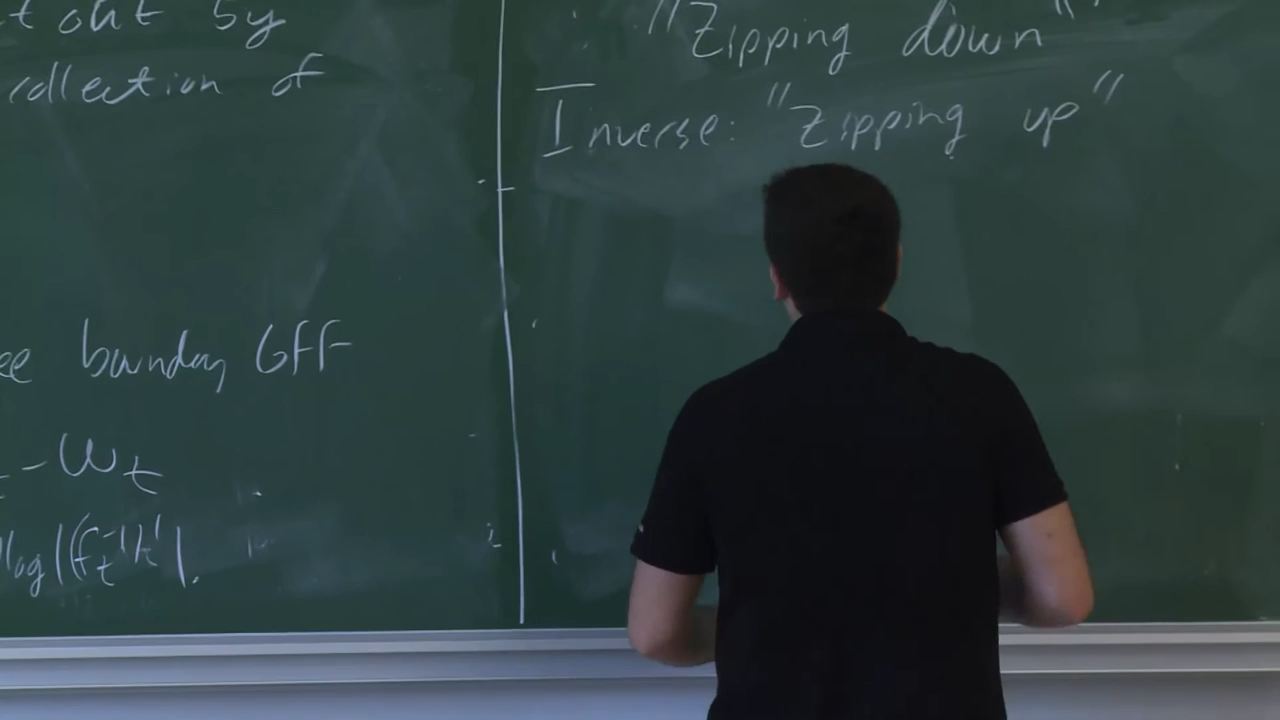 t out by
collection of
ee boundary GFF
- W_t
log|(f_t^{-1})'|.
"Zipping down"
Inverse: "Zipping up"